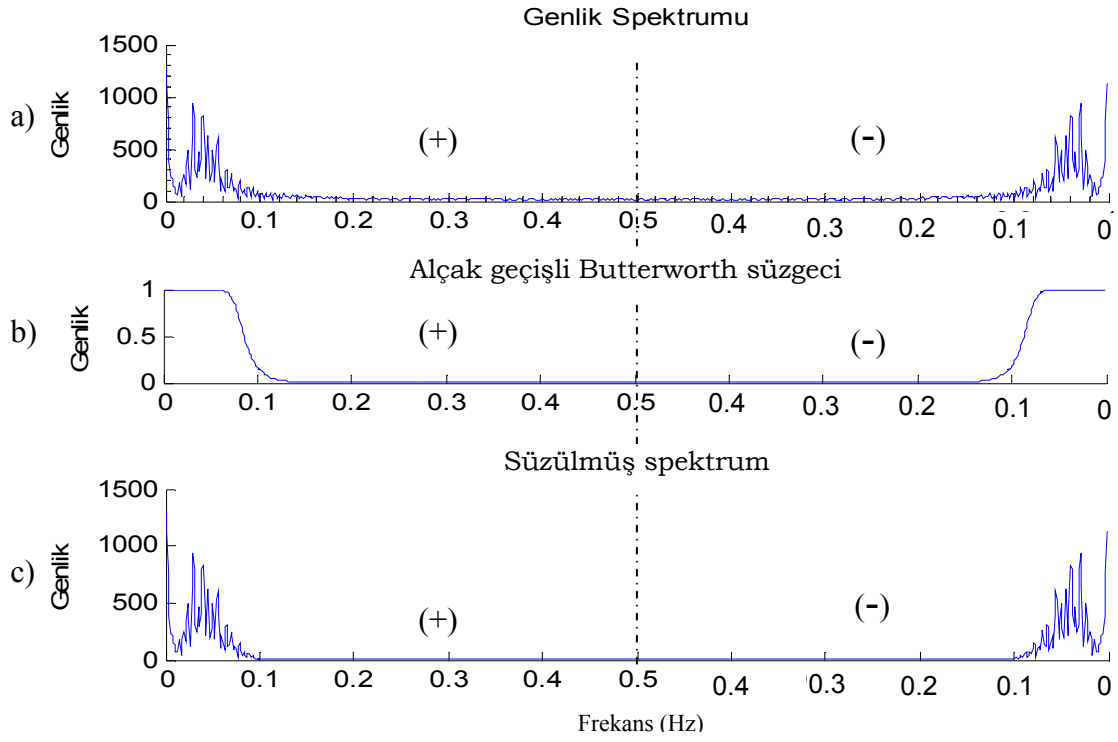 Genlik Spektrumu
a)
Genlik
1500
1000
500
0
(+)
(-)
0 0.1 0.2 0.3 0.4 0.5 0.4 0.3 0.2 0.1 0
Alçak geçişli Butterworth süzgeci
b)
Genlik
1
0.5
0
(+)
(-)
0 0.1 0.2 0.3 0.4 0.5 0.4 0.3 0.2 0.1 0
Süzülmüş spektrum
c)
Genlik
1500
1000
500
0
(+)
(-)
0 0.1 0.2 0.3 0.4 0.5 0.4 0.3 0.2 0.1 0
Frekans (Hz)